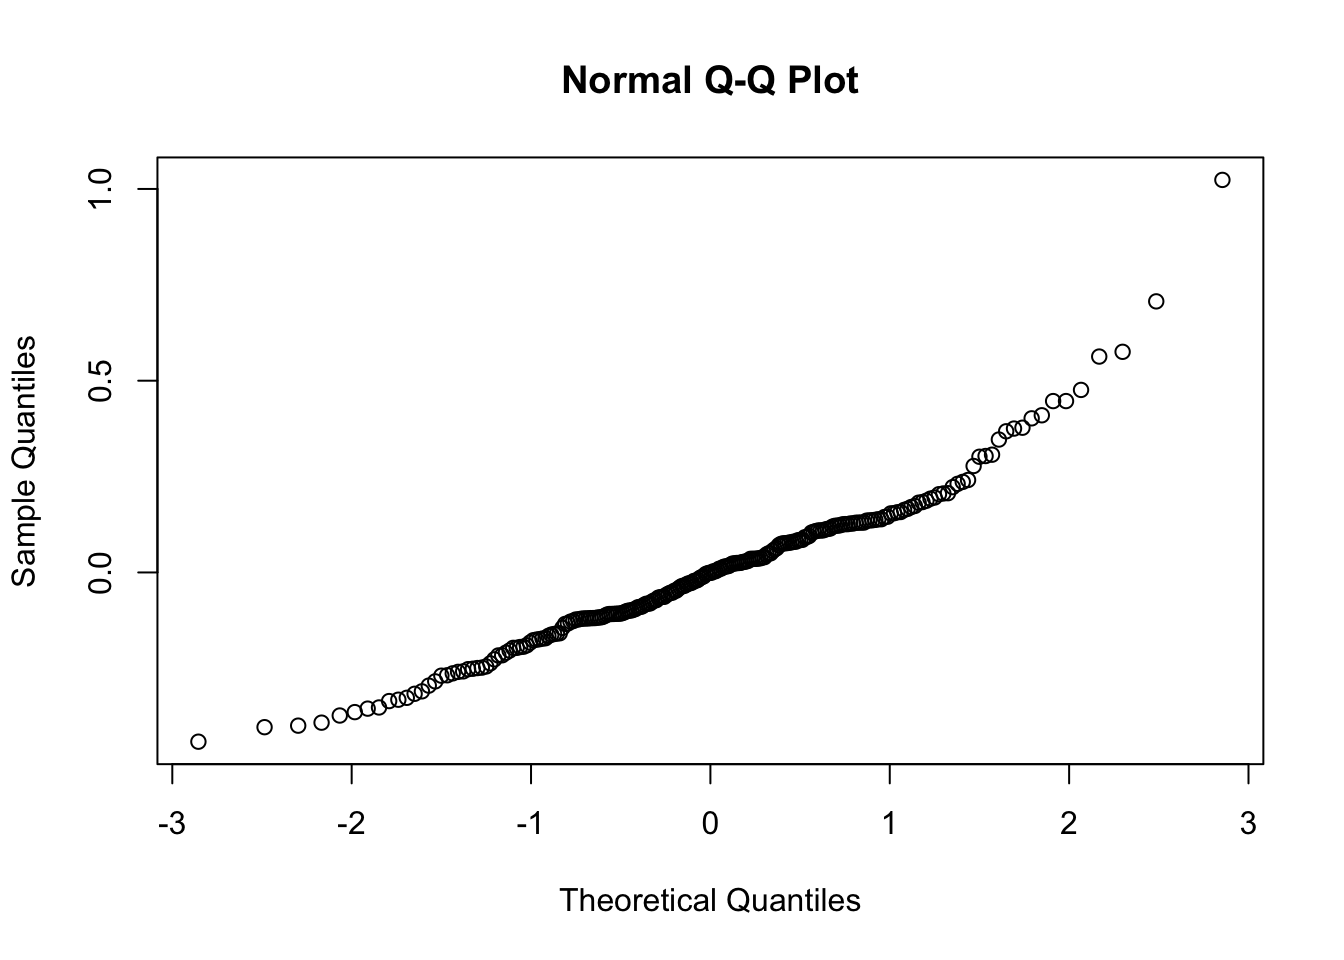 Normal Q-Q Plot
1.0
0.5
0.0
Sample Quantiles
-3 -2 -1 0 1 2 3
Theoretical Quantiles